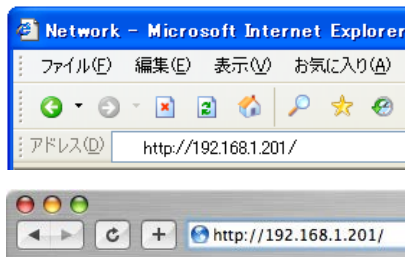 Network - Microsoft Internet Explorer
ファイル(F) 編集(E) 表示(V) お気に入り(A)
アドレス(D) http://192.168.1.201/
http://192.168.1.201/